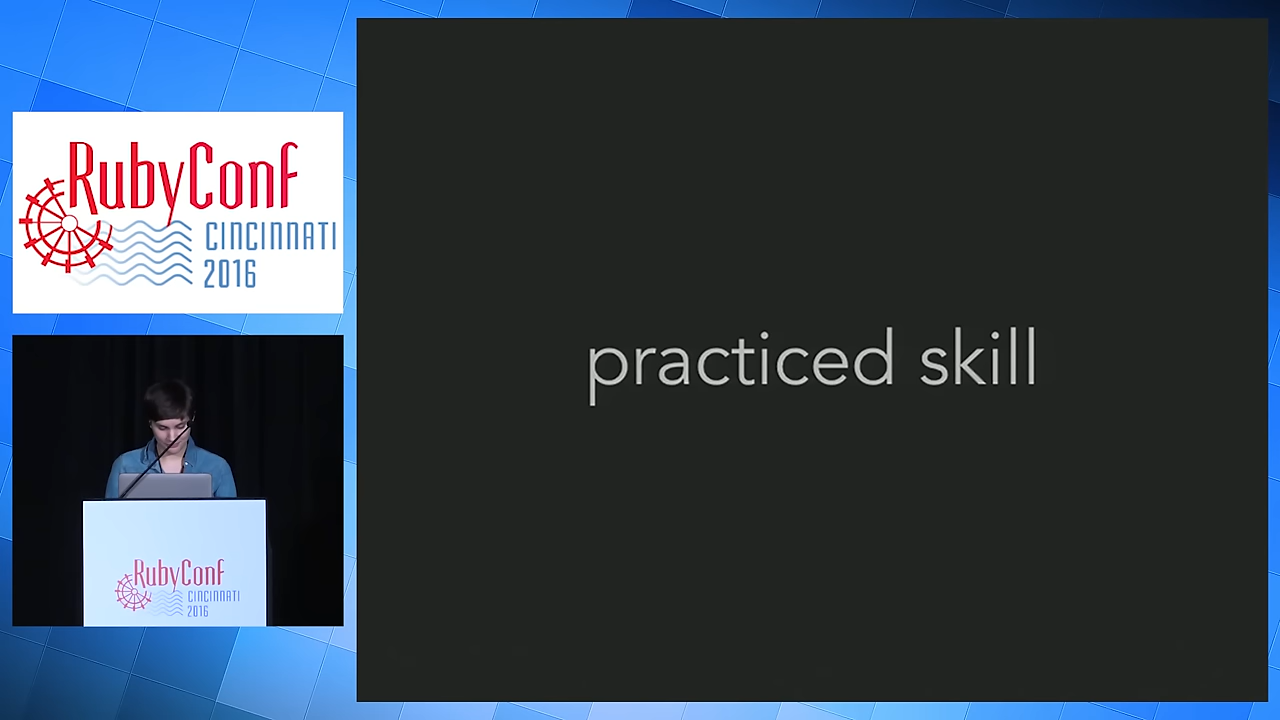 RubyConf
CINCINNATI
2016
practiced skill
RubyConf
CINCINNATI
2016